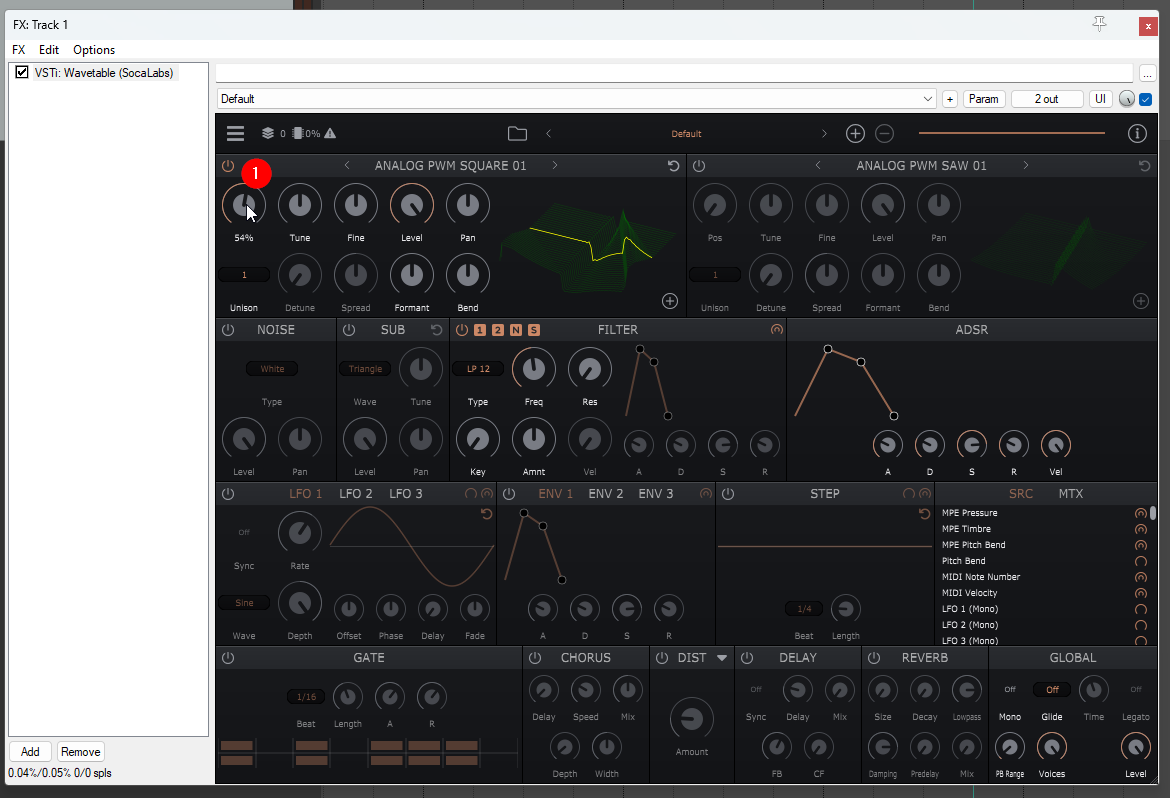 FX: Track 1
x
FX Edit Options
VSTi: Wavetable (SocaLabs)
...
Default + Param 2 out UI
0 0% Default
1
ANALOG PWM SQUARE 01 ANALOG PWM SAW 01
54% Tune Fine Level Pan Pos Tune Fine Level Pan
1 1
Unison Detune Spread Formant Bend Unison Detune Spread Formant Bend
NOISE SUB 1 2 N S FILTER ADSR
White Triangle LP 12
Type Wave Tune Type Freq Res
Level Pan Level Pan Key Amnt Vel A D S R A D S R Vel
LFO 1 LFO 2 LFO 3 ENV 1 ENV 2 ENV 3 STEP SRC MTX
MPE Pressure
MPE Timbre
Off
MPE Pitch Bend
Sync Rate Pitch Bend
MIDI Note Number
MIDI Velocity
Sine 1/4 LFO 1 (Mono)
LFO 2 (Mono)
Wave Depth Offset Phase Delay Fade A D S R Beat Length LFO 3 (Mono)
GATE CHORUS DIST DELAY REVERB GLOBAL
1/16 Off Off Off Off
Delay Speed Mix Sync Delay Mix Size Decay Lowpass Mono Glide Time Legato
Beat Length A R
Amount
Depth Width FB CF Damping Predelay Mix PB Range Voices Level
Add Remove
0.04%/0.05% 0/0 spls